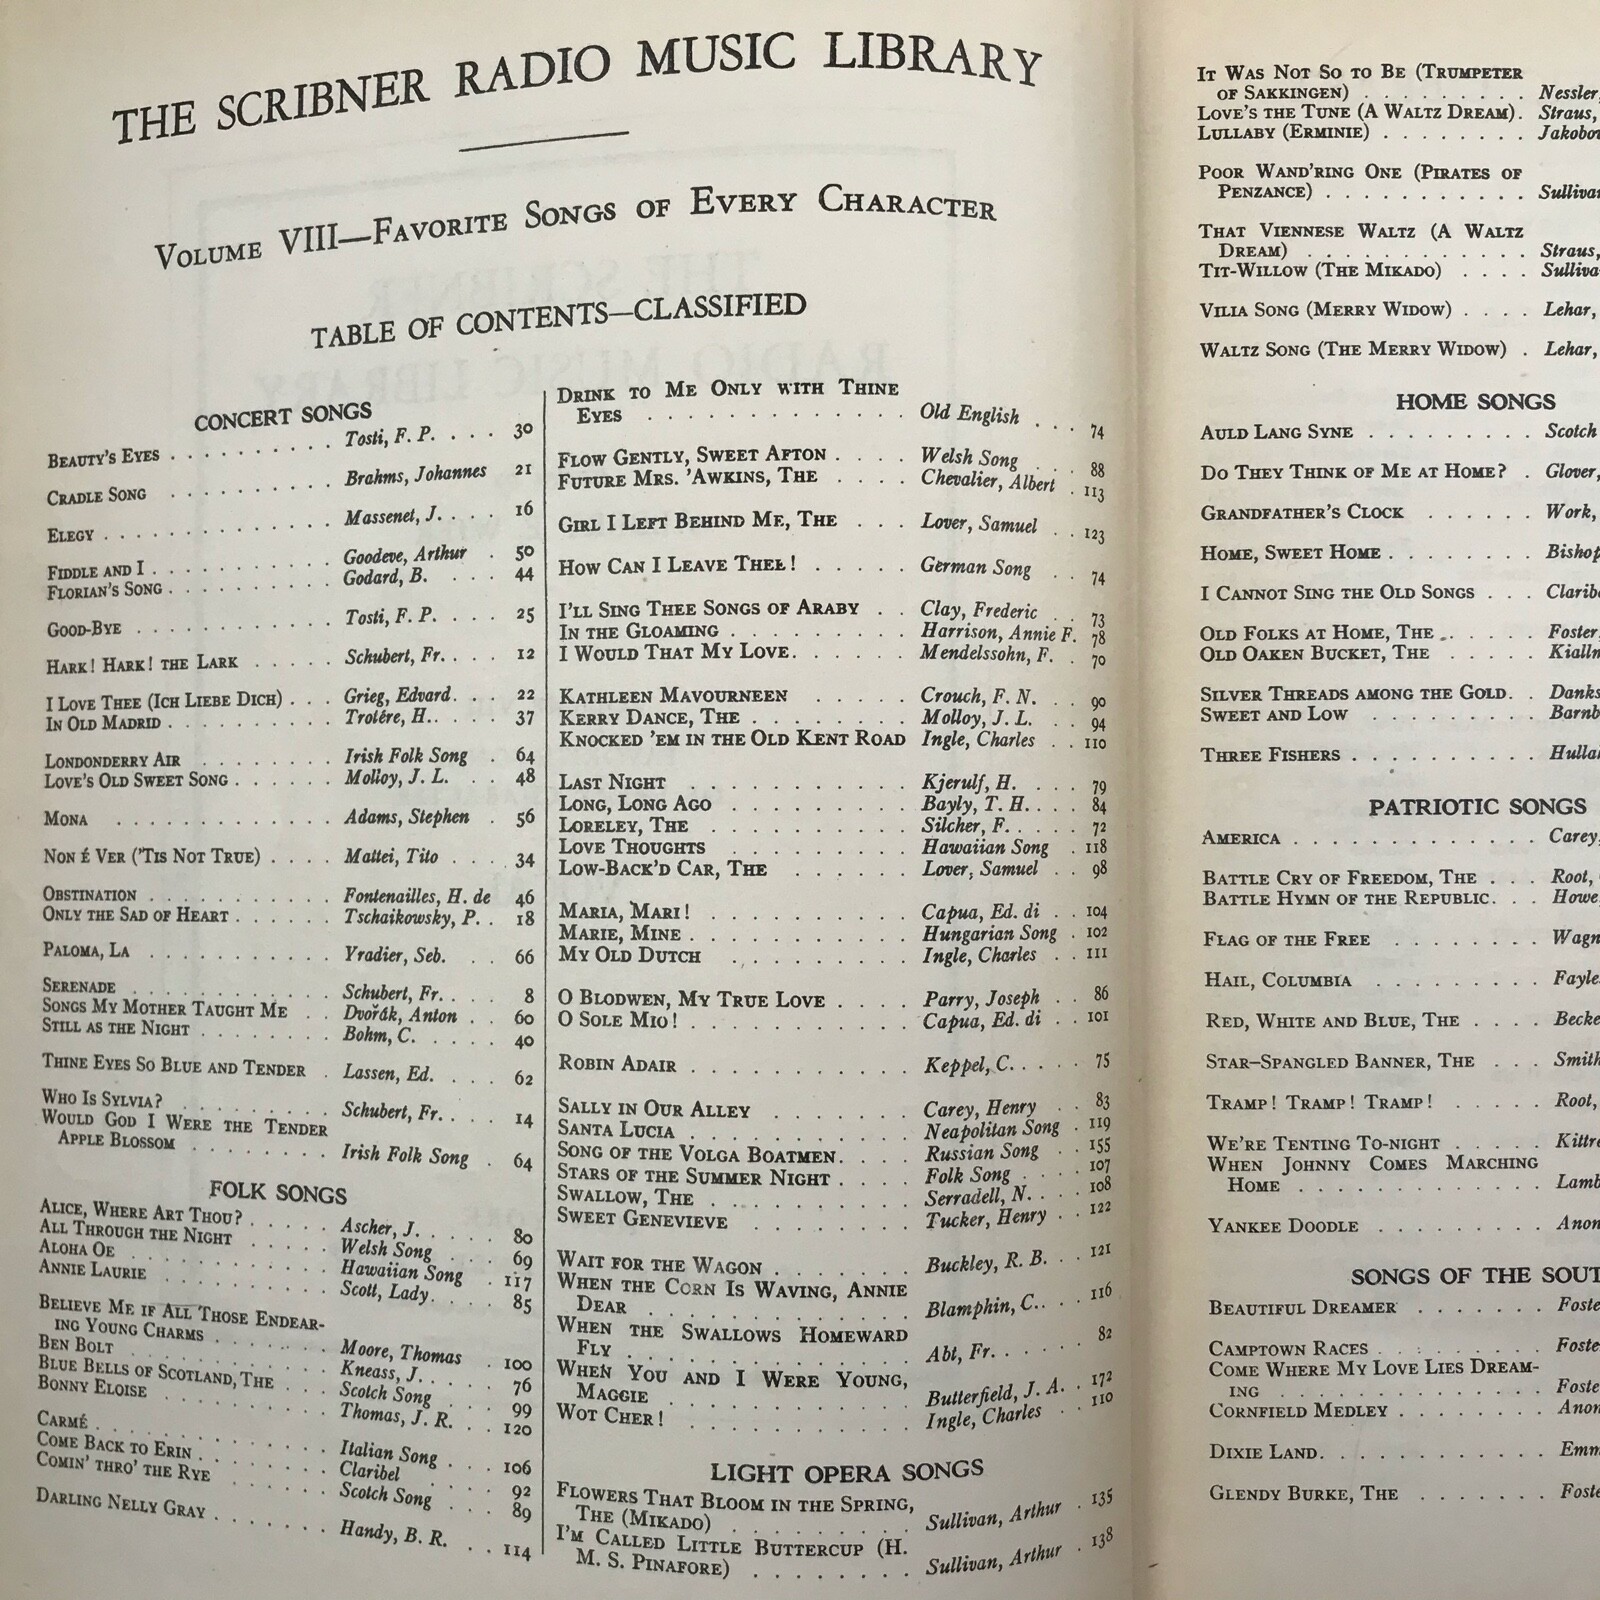 THE SCRIBNER RADIO MUSIC LIBRARY
VOLUME VIII—FAVORITE SONGS OF EVERY CHARACTER
TABLE OF CONTENTS—CLASSIFIED
CONCERT SONGS
BEAUTY'S EYES . . . . . . . . . . Tosti, F. P. . . . . 30
CRADLE SONG . . . . . . . . . . Brahms, Johannes 21
ELEGY . . . . . . . . . . . . . . Massenet, J. . . . . 16
FIDDLE AND I . . . . . . . . . . . Goodeve, Arthur . 50
FLORIAN'S SONG . . . . . . . . . . Godard, B. . . . 44
GOOD-BYE . . . . . . . . . . . . Tosti, F. P. . . . 25
HARK! HARK! THE LARK . . . . . Schubert, Fr. . . . 12
I LOVE THEE (ICH LIEBE DICH) . . . Grieg, Edvard. . . 22
IN OLD MADRID . . . . . . . . . . Trotére, H. . . . . 37
LONDONDERRY AIR . . . . . . . . Irish Folk Song . 64
LOVE'S OLD SWEET SONG . . . . . . Molloy, J. L. . . 48
MONA . . . . . . . . . . . . . Adams, Stephen . 56
NON É VER ('TIS NOT TRUE) . . . . Mattei, Tito . . . 34
OBSTINATION . . . . . . . . . . . Fontenailles, H. de 46
ONLY THE SAD OF HEART . . . . . . Tschaikowsky, P. . 18
PALOMA, LA . . . . . . . . . . . Yradier, Seb. . . 66
SERENADE . . . . . . . . . . . . Schubert, Fr. . . . 8
SONGS MY MOTHER TAUGHT ME . . Dvořák, Anton . . 60
STILL AS THE NIGHT . . . . . . . . Bohm, C. . . . . 40
THINE EYES SO BLUE AND TENDER . Lassen, Ed. . . . 62
WHO IS SYLVIA? . . . . . . . . . Schubert, Fr. . . . 14
WOULD GOD I WERE THE TENDER
APPLE BLOSSOM . . . . . . . . Irish Folk Song . 64
FOLK SONGS
ALICE, WHERE ART THOU? . . . . . Ascher, J. . . . . 80
ALL THROUGH THE NIGHT . . . . . Welsh Song . . . 69
ALOHA OE . . . . . . . . . . . Hawaiian Song . 117
ANNIE LAURIE . . . . . . . . . . Scott, Lady. . . . 85
BELIEVE ME IF ALL THOSE ENDEAR-
ING YOUNG CHARMS . . . . . . . Moore, Thomas . 100
BEN BOLT . . . . . . . . . . . Kneass, J. . . . . 76
BLUE BELLS OF SCOTLAND, THE . . . Scotch Song . . . 99
BONNY ELOISE . . . . . . . . . . Thomas, J. R. . . 120
CARMÉ . . . . . . . . . . . . . Italian Song . . . 106
COME BACK TO ERIN . . . . . . . . Claribel . . . . 92
COMIN' THRO' THE RYE . . . . . . Scotch Song . . . 89
DARLING NELLY GRAY . . . . . . . Handy, B. R. . . 114
DRINK TO ME ONLY WITH THINE
EYES . . . . . . . . . . . . . Old English . . . 74
FLOW GENTLY, SWEET AFTON . . . . Welsh Song . . . 88
FUTURE MRS. 'AWKINS, THE . . . . Chevalier, Albert . 113
GIRL I LEFT BEHIND ME, THE . . . Lover, Samuel . . 123
HOW CAN I LEAVE THEE! . . . . . German Song . . 74
I'LL SING THEE SONGS OF ARABY . . Clay, Frederic . . 73
IN THE GLOAMING . . . . . . . . . Harrison, Annie F. 78
I WOULD THAT MY LOVE. . . . . . Mendelssohn, F. . 70
KATHLEEN MAVOURNEEN . . . . . Crouch, F. N. . . 90
KERRY DANCE, THE . . . . . . . . Molloy, J. L. . . 94
KNOCKED 'EM IN THE OLD KENT ROAD Ingle, Charles . . 110
LAST NIGHT . . . . . . . . . . . Kjerulf, H. . . . 79
LONG, LONG AGO . . . . . . . . . Bayly, T. H. . . . 84
LORELEY, THE . . . . . . . . . . Silcher, F. . . . . 72
LOVE THOUGHTS . . . . . . . . . Hawaiian Song . 118
LOW-BACK'D CAR, THE . . . . . . Lover, Samuel . . 98
MARIA, MARI! . . . . . . . . . . Capua, Ed. di . . 104
MARIE, MINE . . . . . . . . . . . Hungarian Song . 102
MY OLD DUTCH . . . . . . . . . Ingle, Charles . . 111
O BLODWEN, MY TRUE LOVE . . . . Parry, Joseph . . 86
O SOLE MIO! . . . . . . . . . . . Capua, Ed. di . . 101
ROBIN ADAIR . . . . . . . . . . . Keppel, C. . . . . 75
SALLY IN OUR ALLEY . . . . . . . Carey, Henry . . 83
SANTA LUCIA . . . . . . . . . . . Neapolitan Song . 119
SONG OF THE VOLGA BOATMEN. . . . Russian Song . . 155
STARS OF THE SUMMER NIGHT . . . . Folk Song . . . 107
SWALLOW, THE . . . . . . . . . . Serradell, N. . . . 108
SWEET GENEVIEVE . . . . . . . . Tucker, Henry . . 122
WAIT FOR THE WAGON . . . . . . . Buckley, R. B. . . 121
WHEN THE CORN IS WAVING, ANNIE
DEAR . . . . . . . . . . . . Blamphin, C. . . . 116
WHEN THE SWALLOWS HOMEWARD
FLY . . . . . . . . . . . . . Abt, Fr. . . . . . 82
WHEN YOU AND I WERE YOUNG,
MAGGIE . . . . . . . . . . . Butterfield, J. A. . 172
WOT CHER! . . . . . . . . . . . Ingle, Charles . . 110
LIGHT OPERA SONGS
FLOWERS THAT BLOOM IN THE SPRING,
THE (MIKADO) . . . . . . . . . Sullivan, Arthur . 135
I'M CALLED LITTLE BUTTERCUP (H.
M. S. PINAFORE) . . . . . . . . Sullivan, Arthur . 138
IT WAS NOT SO TO BE (TRUMPETER
OF SAKKINGEN) . . . . . . . . . Nessler,
LOVE'S THE TUNE (A WALTZ DREAM). Straus,
LULLABY (ERMINIE) . . . . . . . .
POOR WAND'RING ONE (PIRATES OF
PENZANCE) . . . . . . . . . . .
THAT VIENNESE WALTZ (A WALTZ
DREAM) . . . . . . . . . . . . Straus,
TIT-WILLOW (THE MIKADO) . . . .
VILIA SONG (MERRY WIDOW) . . . . Lehar,
WALTZ SONG (THE MERRY WIDOW) . Lehar,
HOME SONGS
AULD LANG SYNE . . . . . . . . . Scotch
DO THEY THINK OF ME AT HOME? . Glover,
GRANDFATHER'S CLOCK . . . . . . Work,
HOME, SWEET HOME . . . . . . . . Bishop
I CANNOT SING THE OLD SONGS . . .
OLD FOLKS AT HOME, THE . . . . . . Foster,
OLD OAKEN BUCKET, THE . . . . .
SILVER THREADS AMONG THE GOLD. . Danks
SWEET AND LOW . . . . . . . . .
THREE FISHERS . . . . . . . . . .
PATRIOTIC SONGS
AMERICA . . . . . . . . . . . . . Carey,
BATTLE CRY OF FREEDOM, THE . . . Root,
BATTLE HYMN OF THE REPUBLIC. . . Howe,
FLAG OF THE FREE . . . . . . . .
HAIL, COLUMBIA . . . . . . . . .
RED, WHITE AND BLUE, THE . . . .
STAR-SPANGLED BANNER, THE . . . Smith
TRAMP! TRAMP! TRAMP! . . . . . Root,
WE'RE TENTING TO-NIGHT . . . . .
WHEN JOHNNY COMES MARCHING
HOME . . . . . . . . . . . . .
YANKEE DOODLE . . . . . . . . . Anon
SONGS OF THE SOUT
BEAUTIFUL DREAMER . . . . . . . Foste
CAMPTOWN RACES . . . . . . . . . Foste
COME WHERE MY LOVE LIES DREAM-
ING . . . . . . . . . . . . . . Foste
CORNFIELD MEDLEY . . . . . . . . Anon
DIXIE LAND. . . . . . . . . . . . Emm
GLENDY BURKE, THE . . . . . . . Foste